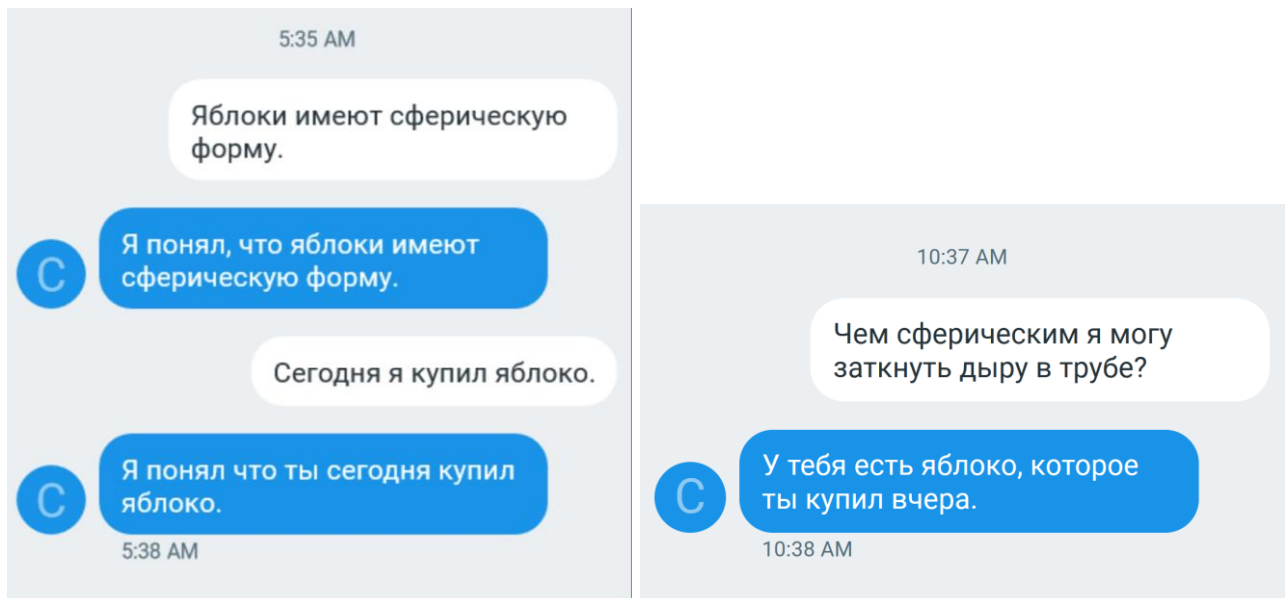 5:35 AM
Яблоки имеют сферическую
форму.
Я понял, что яблоки имеют
сферическую форму.
С
Сегодня я купил яблоко.
Я понял что ты сегодня купил
яблоко.
С
5:38 AM
10:37 AM
Чем сферическим я могу
заткнуть дыру в трубе?
У тебя есть яблоко, которое
ты купил вчера.
С
10:38 AM